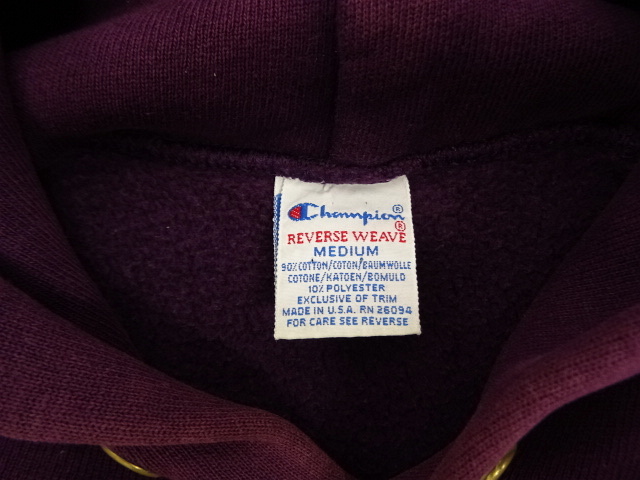 Champion®
REVERSE WEAVE®
MEDIUM
90% COTTON/COTON/BAUMWOLLE
COTONE/KATOEN/BOMULD
10% POLYESTER
EXCLUSIVE OF TRIM
MADE IN U.S.A. RN 26094
FOR CARE SEE REVERSE